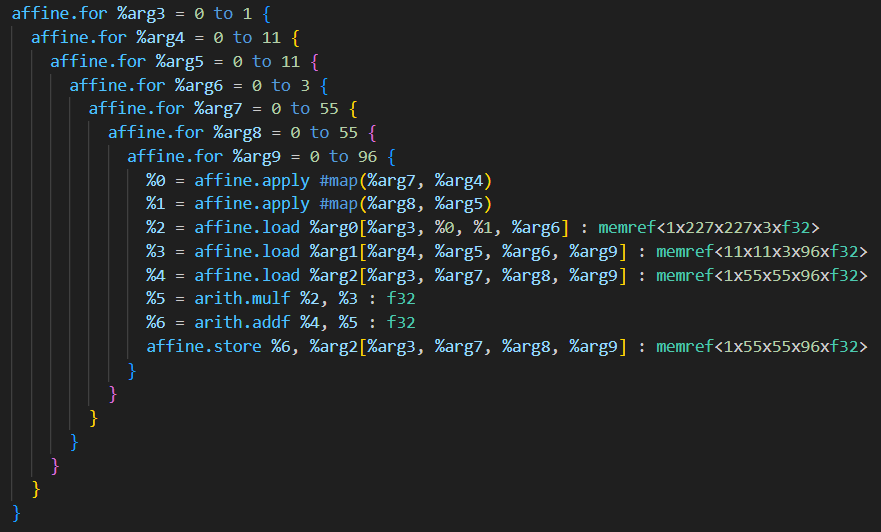 affine.for %arg3 = 0 to 1 {
affine.for %arg4 = 0 to 11 {
affine.for %arg5 = 0 to 11 {
affine.for %arg6 = 0 to 3 {
affine.for %arg7 = 0 to 55 {
affine.for %arg8 = 0 to 55 {
affine.for %arg9 = 0 to 96 {
%0 = affine.apply #map(%arg7, %arg4)
%1 = affine.apply #map(%arg8, %arg5)
%2 = affine.load %arg0[%arg3, %0, %1, %arg6] : memref<1x227x227x3xf32>
%3 = affine.load %arg1[%arg4, %arg5, %arg6, %arg9] : memref<11x11x3x96xf32>
%4 = affine.load %arg2[%arg3, %arg7, %arg8, %arg9] : memref<1x55x55x96xf32>
%5 = arith.mulf %2, %3 : f32
%6 = arith.addf %4, %5 : f32
affine.store %6, %arg2[%arg3, %arg7, %arg8, %arg9] : memref<1x55x55x96xf32>
}
}
}
}
}
}
}